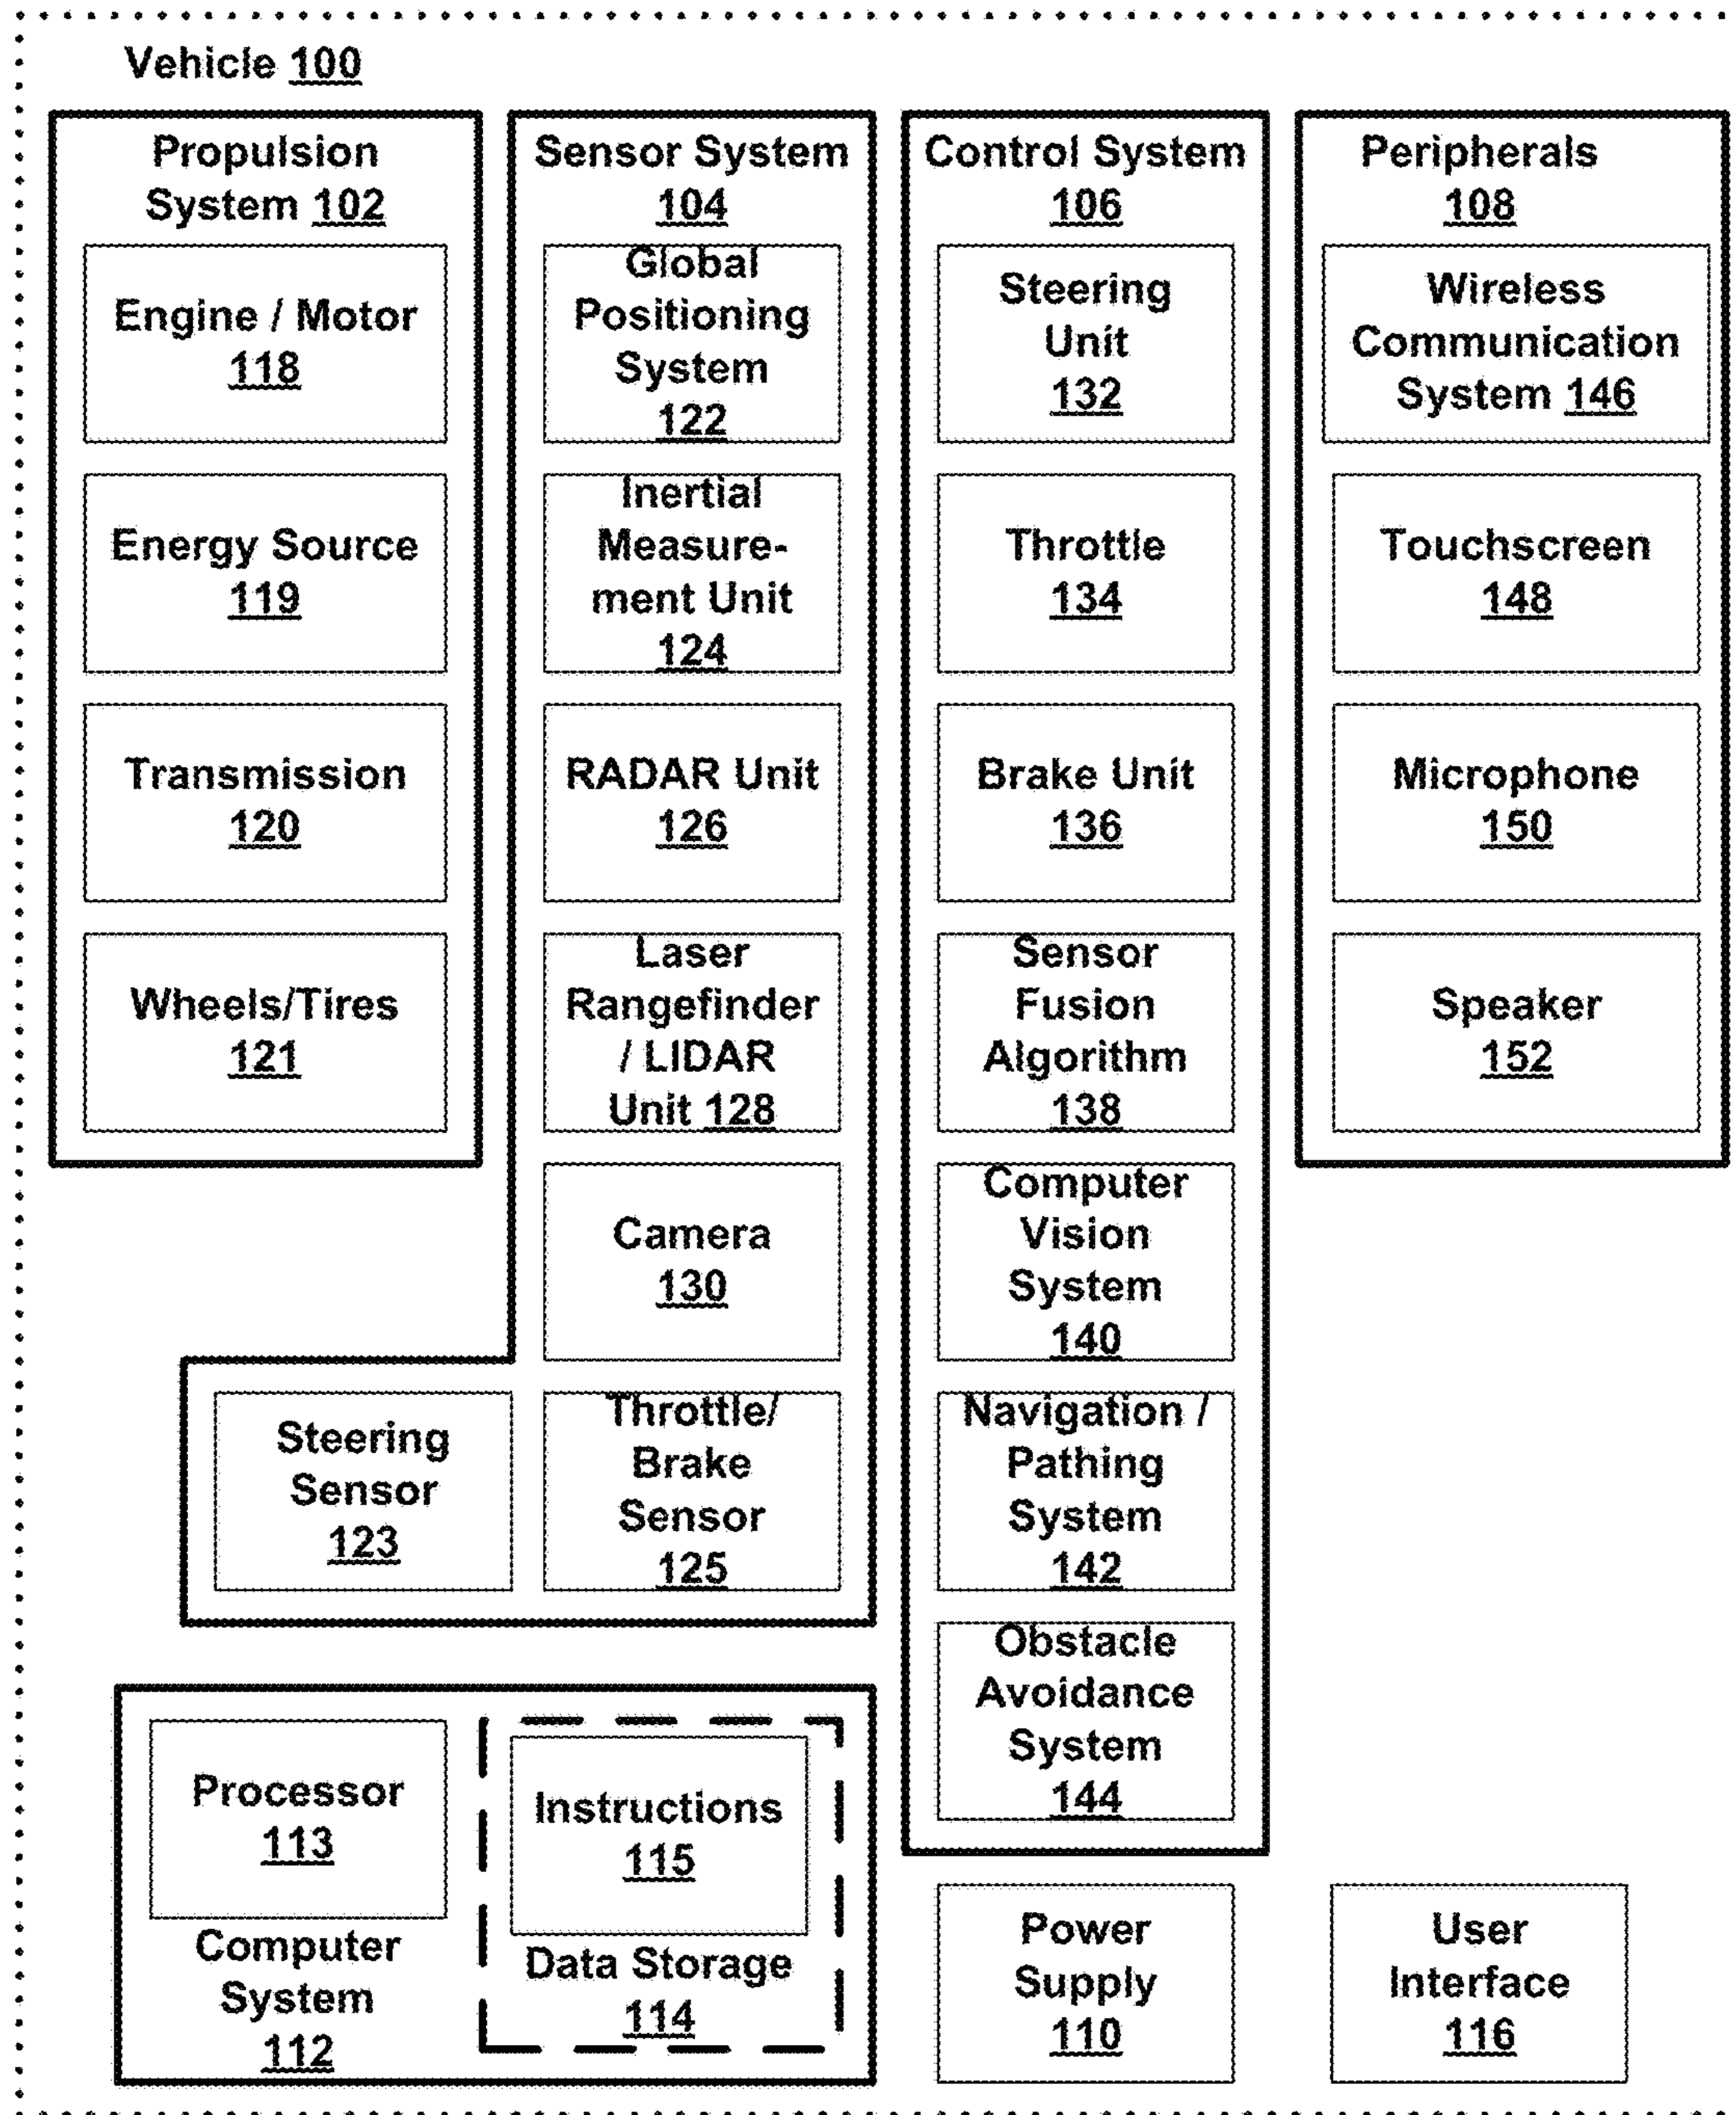 Vehicle 100
Propulsion
System 102
Engine / Motor
118
Energy Source
119
Transmission
120
Wheels/Tires
121
Sensor System
104
Global
Positioning
System
122
Inertial
Measure-
ment Unit
124
RADAR Unit
126
Laser
Rangefinder
/ LIDAR
Unit 128
Camera
130
Steering
Sensor
123
Throttle/
Brake
Sensor
125
Control System
106
Steering
Unit
132
Throttle
134
Brake Unit
136
Sensor
Fusion
Algorithm
138
Computer
Vision
System
140
Navigation /
Pathing
System
142
Obstacle
Avoidance
System
144
Peripherals
108
Wireless
Communication
System 146
Touchscreen
148
Microphone
150
Speaker
152
Processor
113
Computer
System
112
Instructions
115
Data Storage
114
Power
Supply
110
User
Interface
116